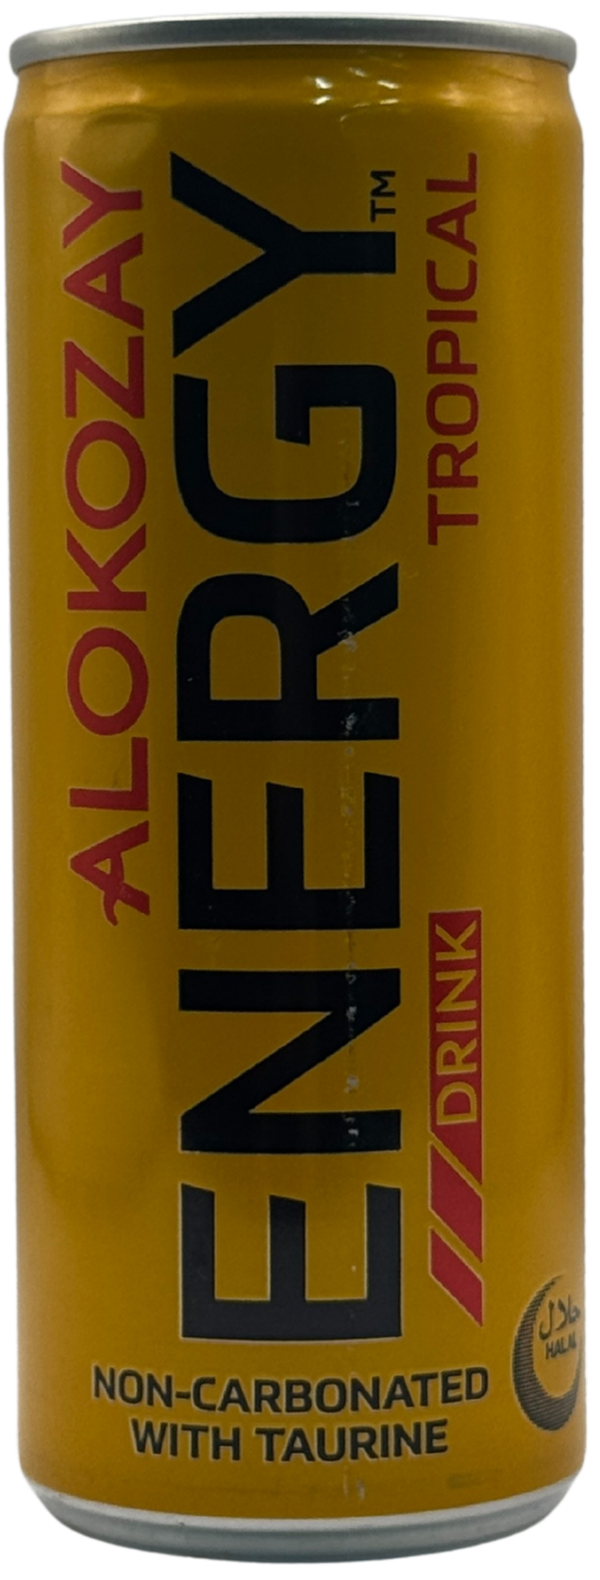 ALOKOZAY
ENERGY™
DRINK TROPICAL
NON-CARBONATED
WITH TAURINE
حلال
HALAL